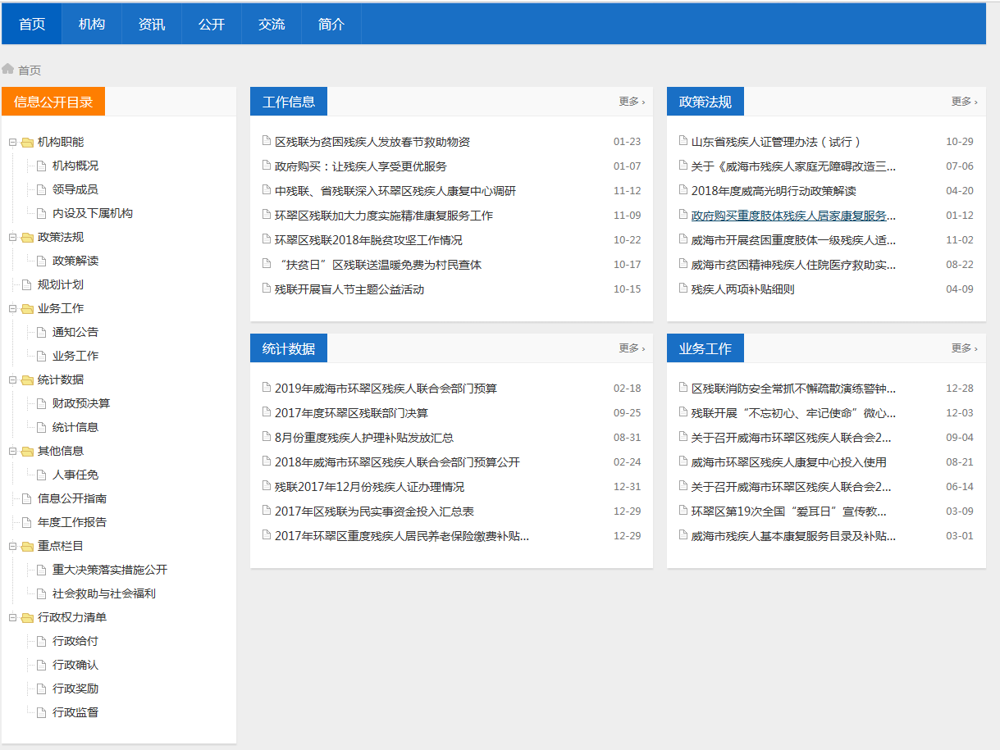 首页 机构 资讯 公开 交流 简介
首页
信息公开目录
机构职能
机构概况
领导成员
内设及下属机构
政策法规
政策解读
规划计划
业务工作
通知公告
业务工作
统计数据
财政预决算
统计信息
其他信息
人事任免
信息公开指南
年度工作报告
重点栏目
重大决策落实措施公开
社会救助与社会福利
行政权力清单
行政给付
行政确认
行政奖励
行政监督
工作信息 更多 ›
区残联为贫困残疾人发放春节救助物资 01-23
政府购买：让残疾人享受更优服务 01-07
中残联、省残联深入环翠区残疾人康复中心调研 11-12
环翠区残联加大力度实施精准康复服务工作 11-09
环翠区残联2018年脱贫攻坚工作情况 10-22
“扶贫日”区残联送温暖免费为村民查体 10-17
残联开展盲人节主题公益活动 10-15
政策法规 更多 ›
山东省残疾人证管理办法（试行） 10-29
关于《威海市残疾人家庭无障碍改造三... 07-06
2018年度威高光明行动政策解读 04-20
政府购买重度肢体残疾人居家康复服务... 01-12
威海市开展贫困重度肢体一级残疾人适... 11-02
威海市贫困精神残疾人住院医疗救助实... 08-22
残疾人两项补贴细则 04-09
统计数据 更多 ›
2019年威海市环翠区残疾人联合会部门预算 02-18
2017年度环翠区残联部门决算 09-25
8月份重度残疾人护理补贴发放汇总 08-31
2018年威海市环翠区残疾人联合会部门预算公开 02-24
残联2017年12月份残疾人证办理情况 12-31
2017年区残联为民实事资金投入汇总表 12-29
2017年环翠区重度残疾人居民养老保险缴费补贴... 12-29
业务工作 更多 ›
区残联消防安全常抓不懈疏散演练警钟... 12-28
残联开展“不忘初心、牢记使命”微心... 12-03
关于召开威海市环翠区残疾人联合会2... 09-04
威海市环翠区残疾人康复中心投入使用 08-21
关于召开威海市环翠区残疾人联合会2... 06-14
环翠区第19次全国“爱耳日”宣传教... 03-09
威海市残疾人基本康复服务目录及补贴... 03-01